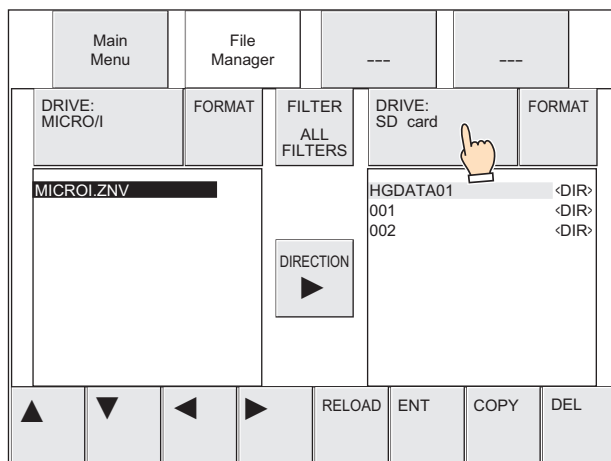 Main
Menu
File
Manager
---
---
DRIVE:
MICRO/I
FORMAT
FILTER
ALL
FILTERS
DRIVE:
SD card
FORMAT
MICROI.ZNV
HGDATA01 <DIR>
001 <DIR>
002 <DIR>
DIRECTION
▶
▲ ▼ ◀ ▶ RELOAD ENT COPY DEL